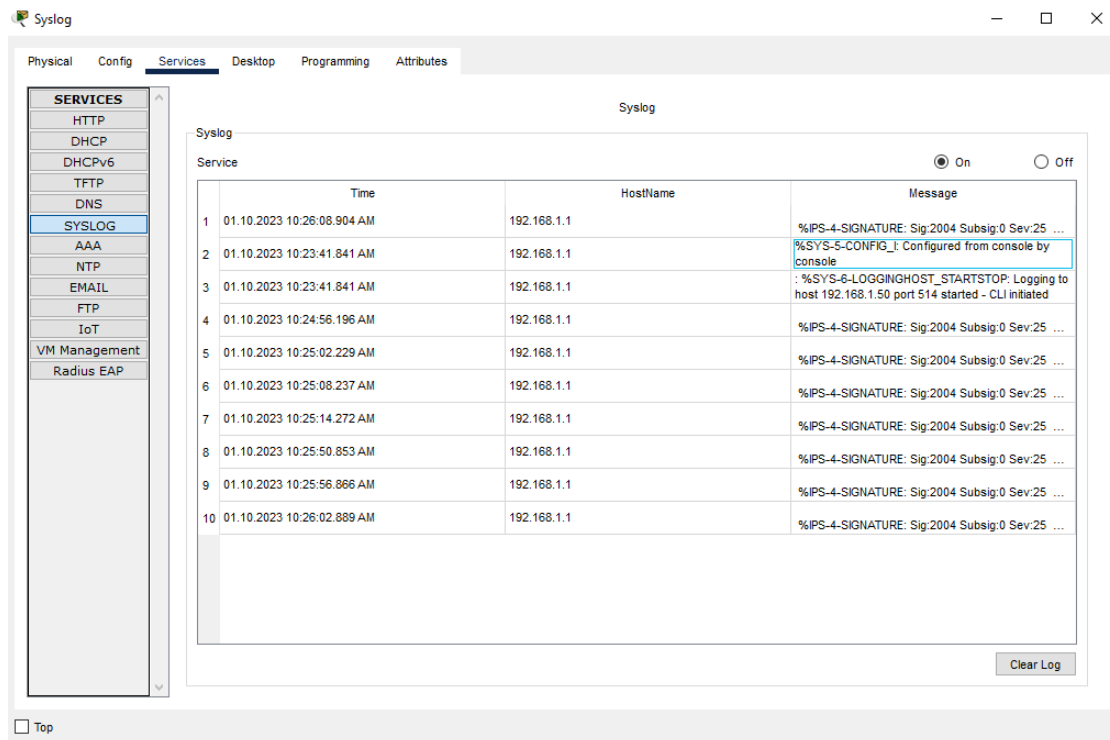 Syslog
Physical Config Services Desktop Programming Attributes
SERVICES
HTTP
DHCP
DHCPv6
TFTP
DNS
SYSLOG
AAA
NTP
EMAIL
FTP
IoT
VM Management
Radius EAP
Syslog
Syslog
Service On Off
Time HostName Message
1 01.10.2023 10:26:08.904 AM 192.168.1.1 %IPS-4-SIGNATURE: Sig:2004 Subsig:0 Sev:25 ...
2 01.10.2023 10:23:41.841 AM 192.168.1.1 %SYS-5-CONFIG_I: Configured from console by
console
3 01.10.2023 10:23:41.841 AM 192.168.1.1 : %SYS-6-LOGGINGHOST_STARTSTOP: Logging to
host 192.168.1.50 port 514 started - CLI initiated
4 01.10.2023 10:24:56.196 AM 192.168.1.1 %IPS-4-SIGNATURE: Sig:2004 Subsig:0 Sev:25 ...
5 01.10.2023 10:25:02.229 AM 192.168.1.1 %IPS-4-SIGNATURE: Sig:2004 Subsig:0 Sev:25 ...
6 01.10.2023 10:25:08.237 AM 192.168.1.1 %IPS-4-SIGNATURE: Sig:2004 Subsig:0 Sev:25 ...
7 01.10.2023 10:25:14.272 AM 192.168.1.1 %IPS-4-SIGNATURE: Sig:2004 Subsig:0 Sev:25 ...
8 01.10.2023 10:25:50.853 AM 192.168.1.1 %IPS-4-SIGNATURE: Sig:2004 Subsig:0 Sev:25 ...
9 01.10.2023 10:25:56.866 AM 192.168.1.1 %IPS-4-SIGNATURE: Sig:2004 Subsig:0 Sev:25 ...
10 01.10.2023 10:26:02.889 AM 192.168.1.1 %IPS-4-SIGNATURE: Sig:2004 Subsig:0 Sev:25 ...
Clear Log
Top